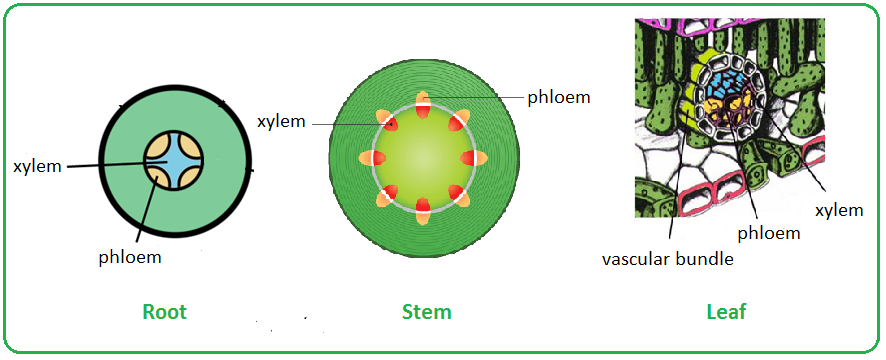 xylem
phloem
Root
xylem
phloem
Stem
vascular bundle
phloem
xylem
Leaf